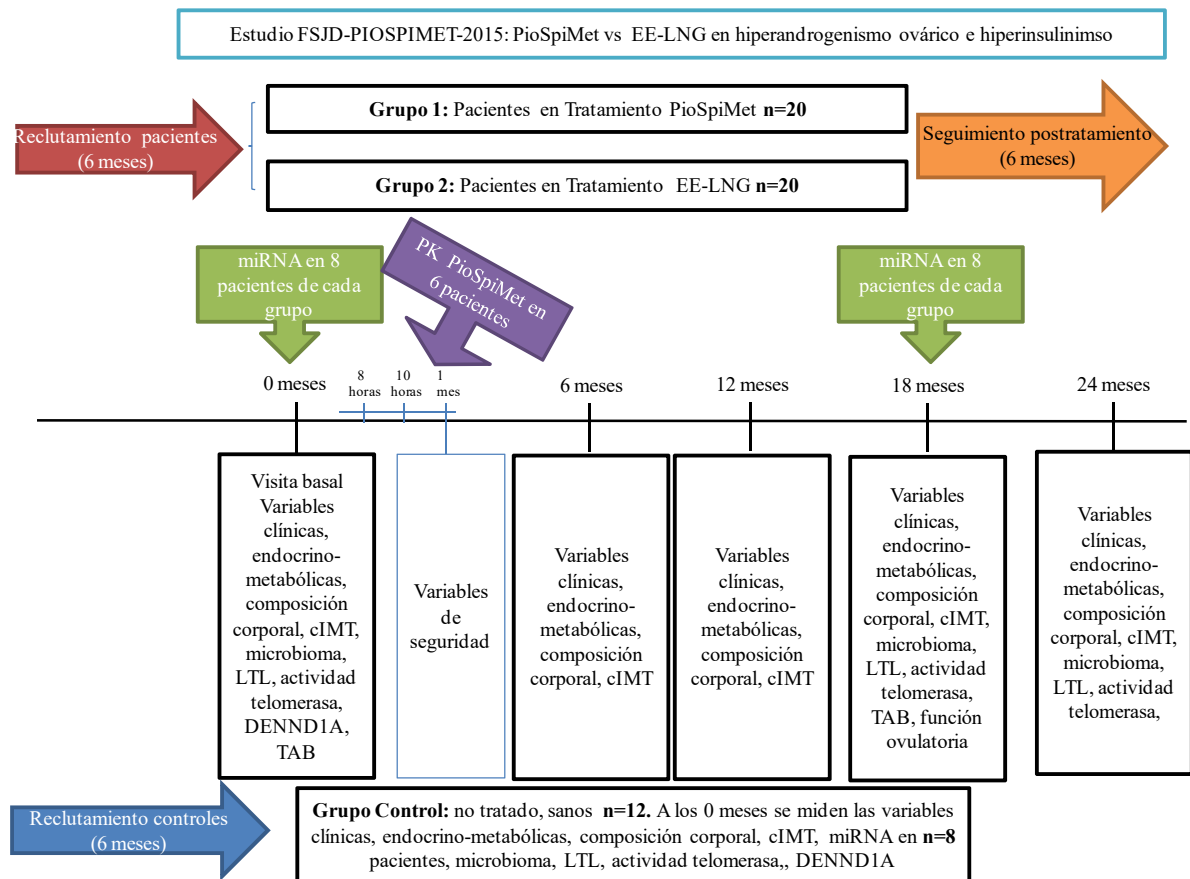 Estudio FSJD-PIOSPIMET-2015: PioSpiMet vs EE-LNG en hiperandrogenismo ovárico e hiperinsulinimso
Reclutamiento pacientes
(6 meses)
Grupo 1: Pacientes en Tratamiento PioSpiMet n=20
Grupo 2: Pacientes en Tratamiento EE-LNG n=20
Seguimiento postratamiento
(6 meses)
miRNA en 8
pacientes de cada
grupo
PK PioSpiMet en
6 pacientes
miRNA en 8
pacientes de cada
grupo
0 meses
8
horas
10
horas
1
mes
6 meses
12 meses
18 meses
24 meses
Visita basal
Variables
clínicas,
endocrino-
metabólicas,
composición
corporal, cIMT,
microbioma,
LTL, actividad
telomerasa,
DENND1A,
TAB
Variables
de
seguridad
Variables
clínicas,
endocrino-
metabólicas,
composición
corporal, cIMT
Variables
clínicas,
endocrino-
metabólicas,
composición
corporal, cIMT
Variables
clínicas,
endocrino-
metabólicas,
composición
corporal, cIMT,
microbioma,
LTL, actividad
telomerasa,
TAB, función
ovulatoria
Variables
clínicas,
endocrino-
metabólicas,
composición
corporal, cIMT,
microbioma,
LTL, actividad
telomerasa,
Reclutamiento controles
(6 meses)
Grupo Control: no tratado, sanos n=12. A los 0 meses se miden las variables
clínicas, endocrino-metabólicas, composición corporal, cIMT, miRNA en n=8
pacientes, microbioma, LTL, actividad telomerasa,, DENND1A